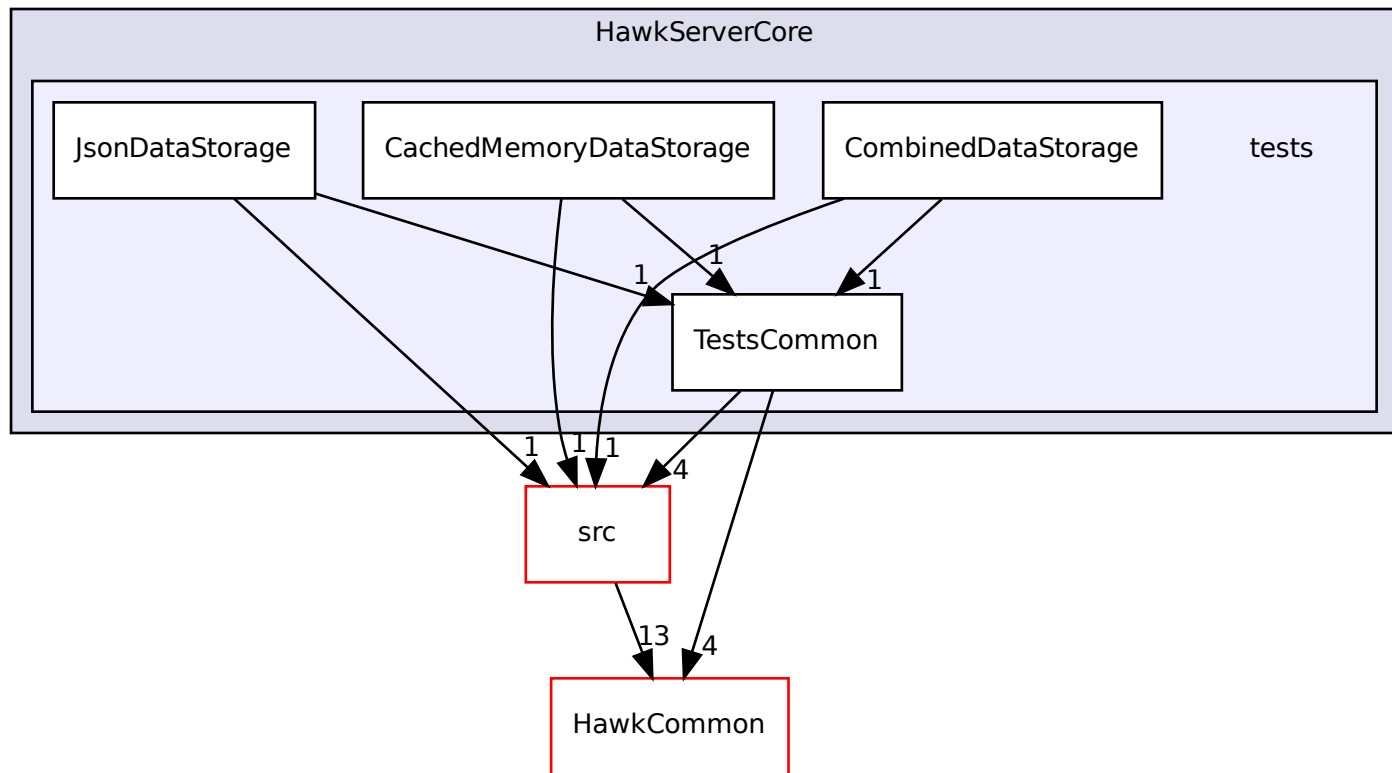 HawkServerCore
JsonDataStorage
CachedMemoryDataStorage
CombinedDataStorage
tests
1
1
1
TestsCommon
1
1
1
4
src
13
4
HawkCommon